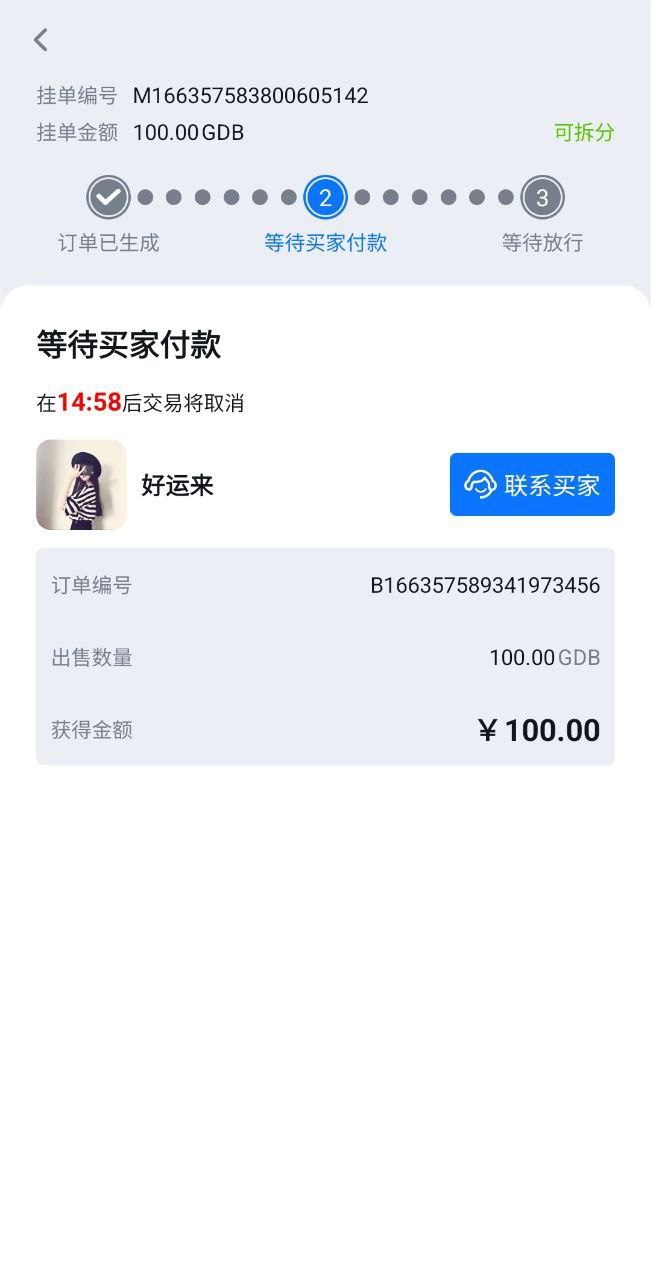 挂单编号 M166357583800605142
挂单金额 100.00GDB 可拆分
2 3
订单已生成 等待买家付款 等待放行
等待买家付款
在14:58后交易将取消
好运来 联系买家
订单编号 B166357589341973456
出售数量 100.00GDB
获得金额 ¥100.00